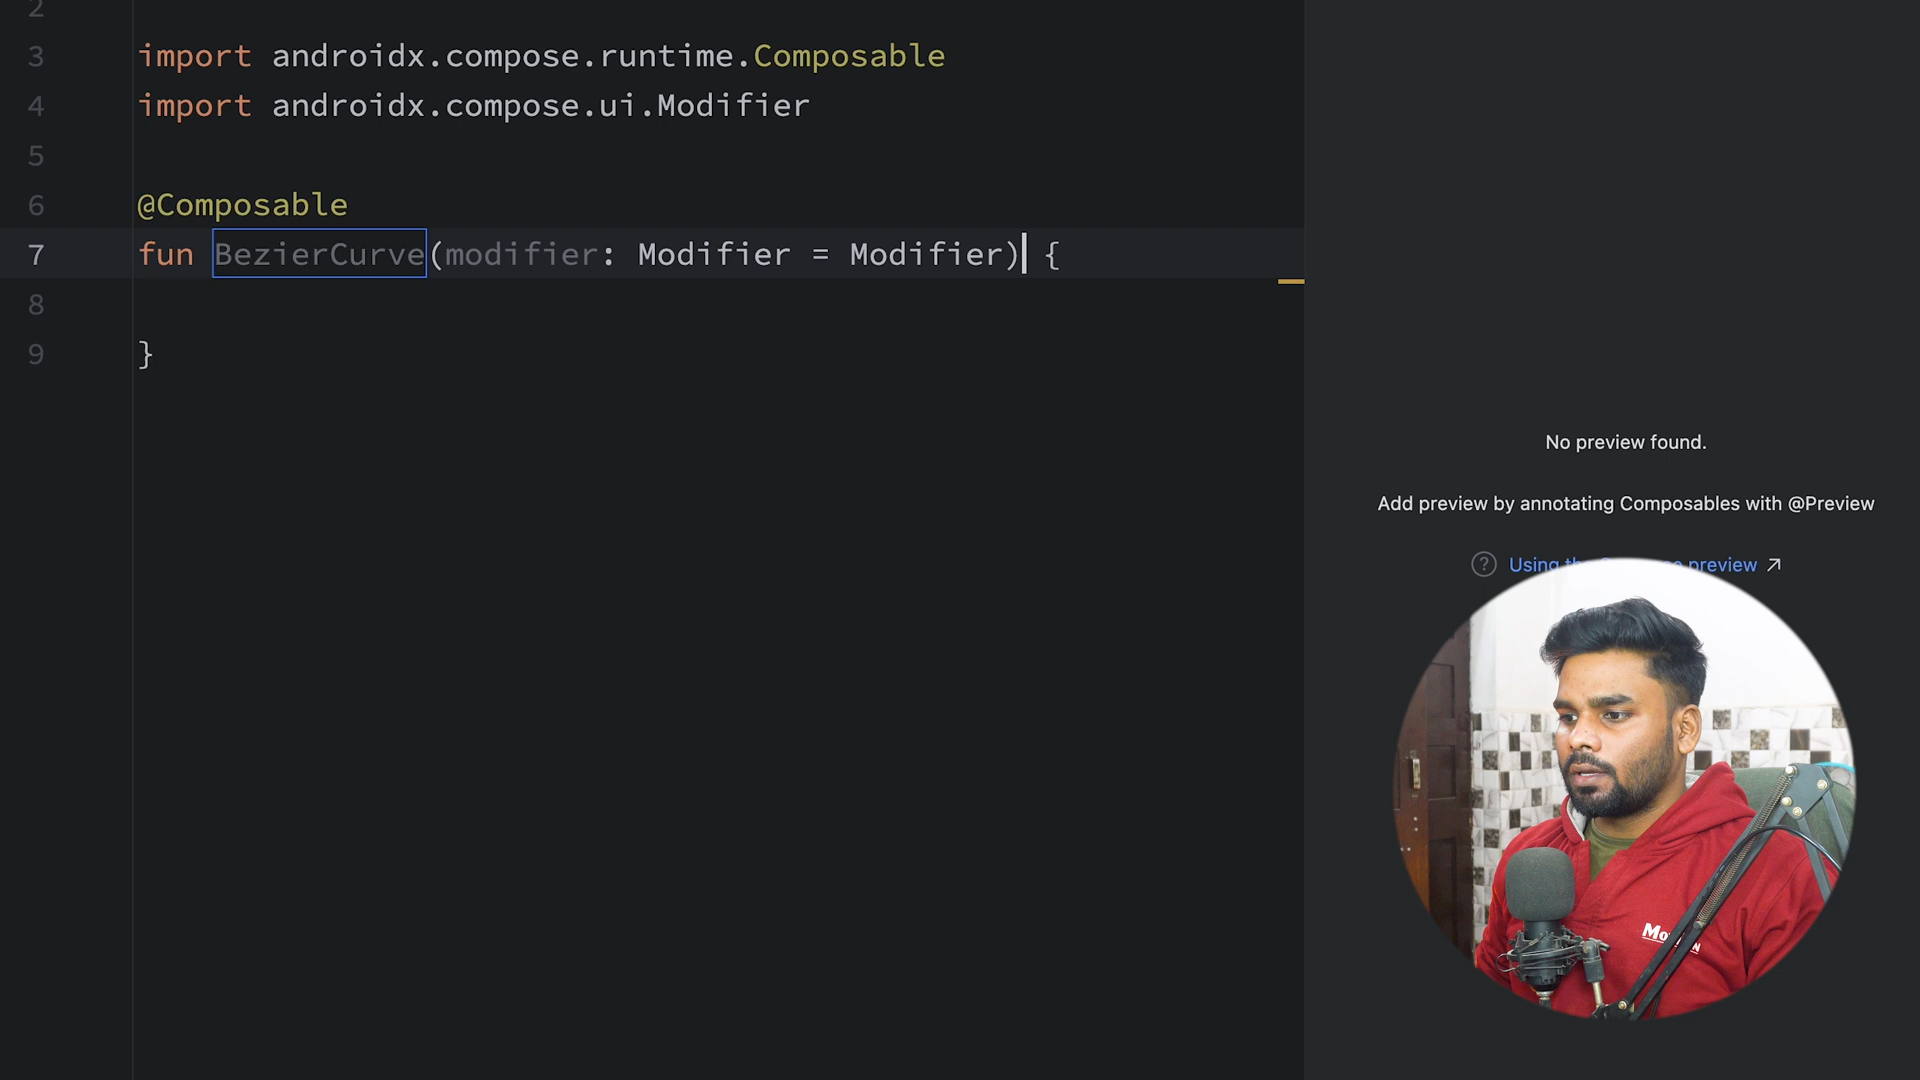 2
3 import androidx.compose.runtime.Composable
4 import androidx.compose.ui.Modifier
5
6 @Composable
7 fun BezierCurve(modifier: Modifier = Modifier) {
8
9 }
No preview found.
Add preview by annotating Composables with @Preview
? Using preview ↗